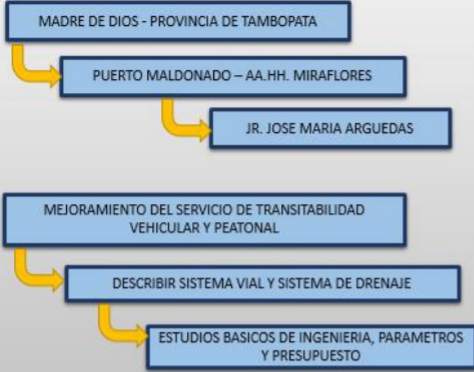 MADRE DE DIOS - PROVINCIA DE TAMBOPATA
PUERTO MALDONADO – AA.HH. MIRAFLORES
JR. JOSE MARIA ARGUEDAS
MEJORAMIENTO DEL SERVICIO DE TRANSITABILIDAD
VEHICULAR Y PEATONAL
DESCRIBIR SISTEMA VIAL Y SISTEMA DE DRENAJE
ESTUDIOS BASICOS DE INGENIERIA, PARAMETROS
Y PRESUPUESTO